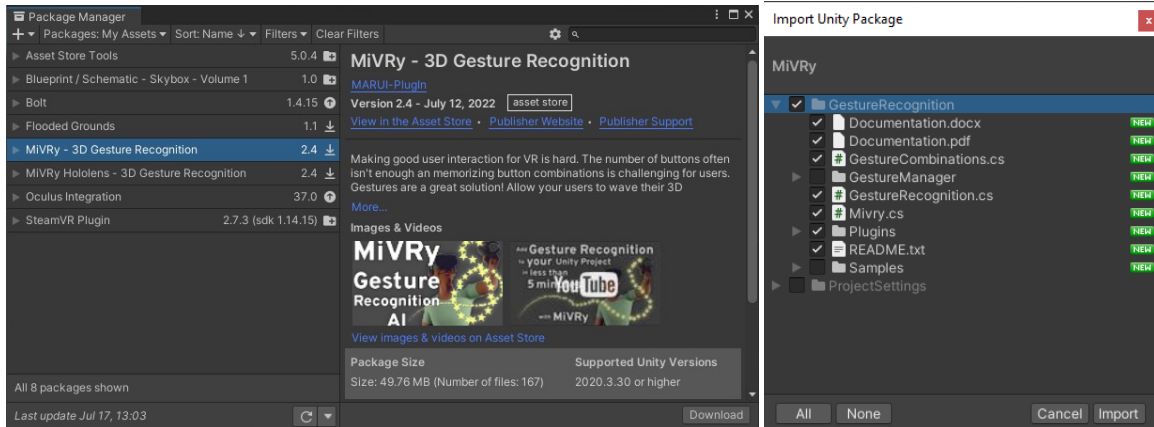 Package Manager
+ Packages: My Assets Sort: Name ↓ Filters Clear Filters
Asset Store Tools 5.0.4
Blueprint / Schematic - Skybox - Volume 1 1.0
Bolt 1.4.15
Flooded Grounds 1.1
MiVRy - 3D Gesture Recognition 2.4
MiVRy Hololens - 3D Gesture Recognition 2.4
Oculus Integration 37.0
SteamVR Plugin 2.7.3 (sdk 1.14.15)
All 8 packages shown
Last update Jul 17, 13:03
MiVRy - 3D Gesture Recognition
MARUI-PlugIn
Version 2.4 - July 12, 2022 asset store
View in the Asset Store • Publisher Website • Publisher Support
Making good user interaction for VR is hard. The number of buttons often
isn't enough an memorizing button combinations is challenging for users.
Gestures are a great solution! Allow your users to wave their 3D
More...
Images & Videos
MiVRy
Gesture
Recognition
AI
Add Gesture Recognition
to your Unity Project
in less than
5 min
YouTube
with MiVRy
View images & videos on Asset Store
Package Size Supported Unity Versions
Size: 49.76 MB (Number of files: 167) 2020.3.30 or higher
Download
Import Unity Package x
MiVRy
GestureRecognition
Documentation.docx NEW
Documentation.pdf NEW
GestureCombinations.cs NEW
GestureManager NEW
GestureRecognition.cs NEW
Mivry.cs NEW
Plugins NEW
README.txt NEW
Samples NEW
ProjectSettings
All None Cancel Import